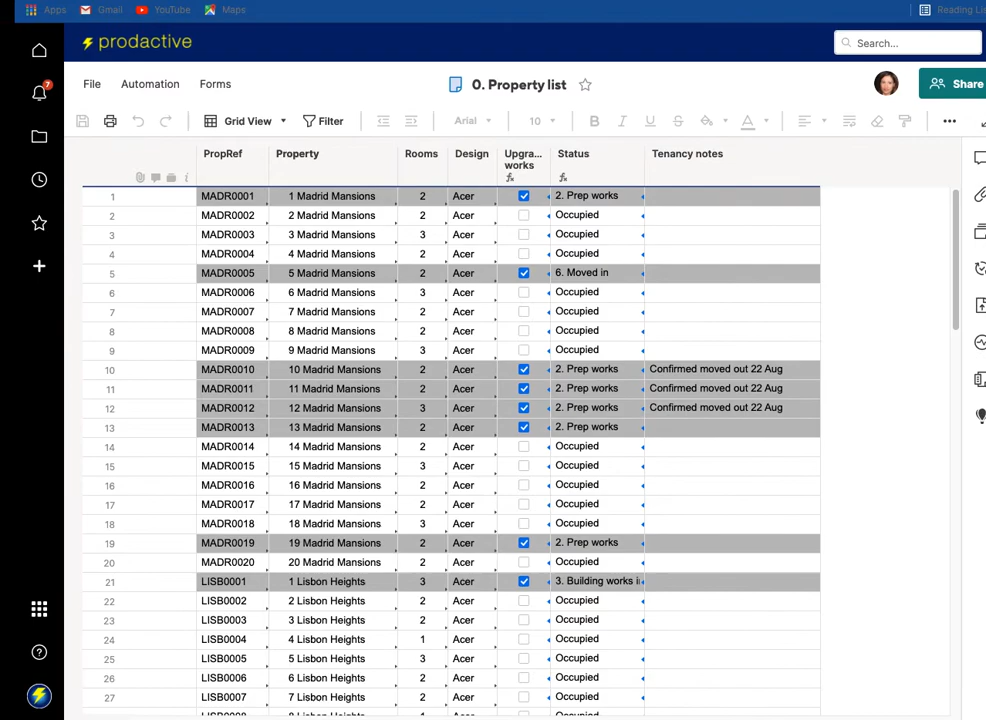 Apps Gmail YouTube Maps Reading
prodactive Search...
7 File Automation Forms 0. Property list Share
Grid View Filter Arial 10 B I U S A
PropRef Property Rooms Design Upgra... works fx Status fx Tenancy notes
1 MADR0001 1 Madrid Mansions 2 Acer 2. Prep works
2 MADR0002 2 Madrid Mansions 2 Acer Occupied
3 MADR0003 3 Madrid Mansions 3 Acer Occupied
4 MADR0004 4 Madrid Mansions 2 Acer Occupied
5 MADR0005 5 Madrid Mansions 2 Acer 6. Moved in
6 MADR0006 6 Madrid Mansions 3 Acer Occupied
7 MADR0007 7 Madrid Mansions 2 Acer Occupied
8 MADR0008 8 Madrid Mansions 2 Acer Occupied
9 MADR0009 9 Madrid Mansions 3 Acer Occupied
10 MADR0010 10 Madrid Mansions 2 Acer 2. Prep works Confirmed moved out 22 Aug
11 MADR0011 11 Madrid Mansions 2 Acer 2. Prep works Confirmed moved out 22 Aug
12 MADR0012 12 Madrid Mansions 3 Acer 2. Prep works Confirmed moved out 22 Aug
13 MADR0013 13 Madrid Mansions 2 Acer 2. Prep works
14 MADR0014 14 Madrid Mansions 2 Acer Occupied
15 MADR0015 15 Madrid Mansions 3 Acer Occupied
16 MADR0016 16 Madrid Mansions 2 Acer Occupied
17 MADR0017 17 Madrid Mansions 2 Acer Occupied
18 MADR0018 18 Madrid Mansions 3 Acer Occupied
19 MADR0019 19 Madrid Mansions 2 Acer 2. Prep works
20 MADR0020 20 Madrid Mansions 2 Acer Occupied
21 LISB0001 1 Lisbon Heights 3 Acer 3. Building works i
22 LISB0002 2 Lisbon Heights 2 Acer Occupied
23 LISB0003 3 Lisbon Heights 2 Acer Occupied
24 LISB0004 4 Lisbon Heights 1 Acer Occupied
25 LISB0005 5 Lisbon Heights 3 Acer Occupied
26 LISB0006 6 Lisbon Heights 2 Acer Occupied
27 LISB0007 7 Lisbon Heights 2 Acer Occupied